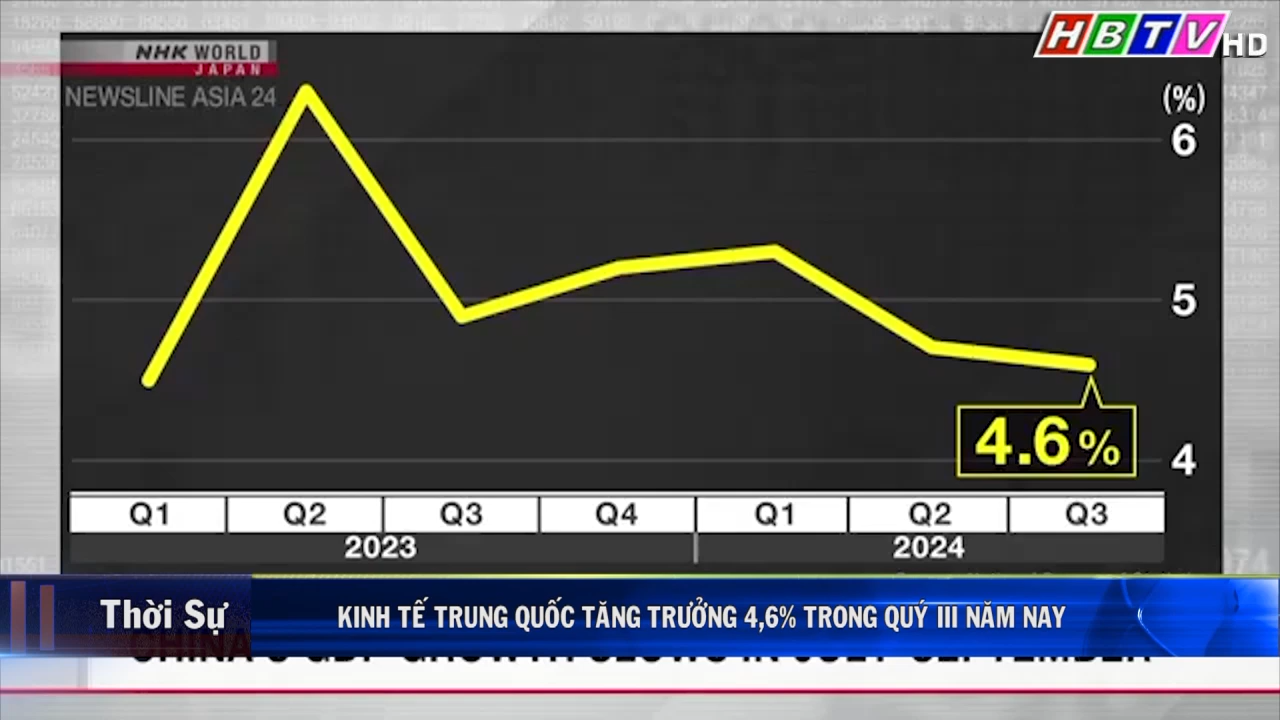 HBTV HD
NHK WORLD
JAPAN
NEWSLINE ASIA 24
(%)
6
5
4
4.6%
Q1 Q2 Q3 Q4 Q1 Q2 Q3
2023 2024
Thời Sự
KINH TẾ TRUNG QUỐC TĂNG TRƯỞNG 4,6% TRONG QUÝ III NĂM NAY